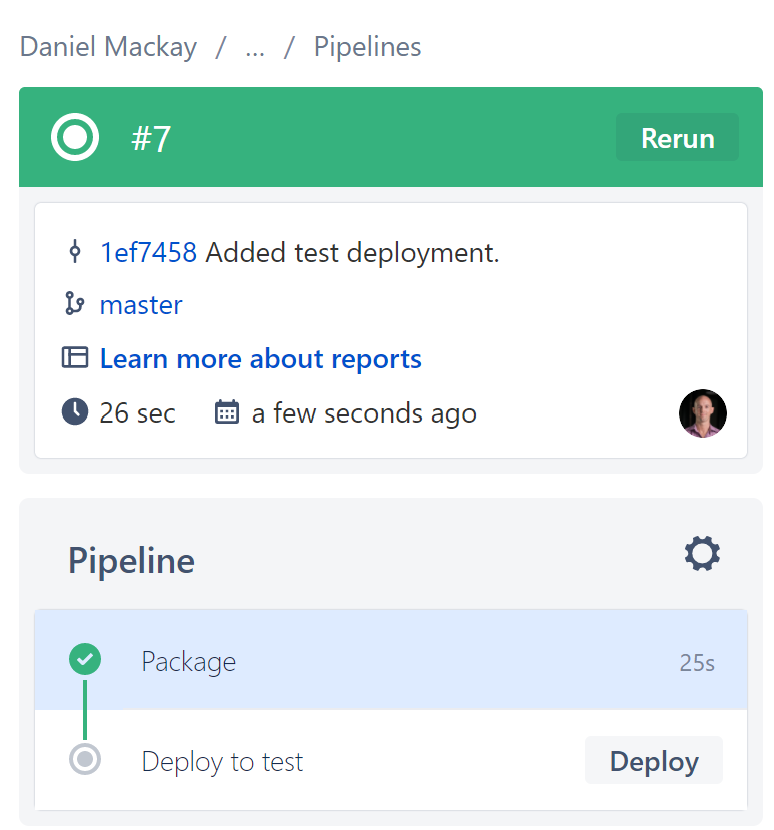 Daniel Mackay / ... / Pipelines
#7 Rerun
1ef7458 Added test deployment.
master
Learn more about reports
26 sec a few seconds ago
Pipeline
Package 25s
Deploy to test Deploy